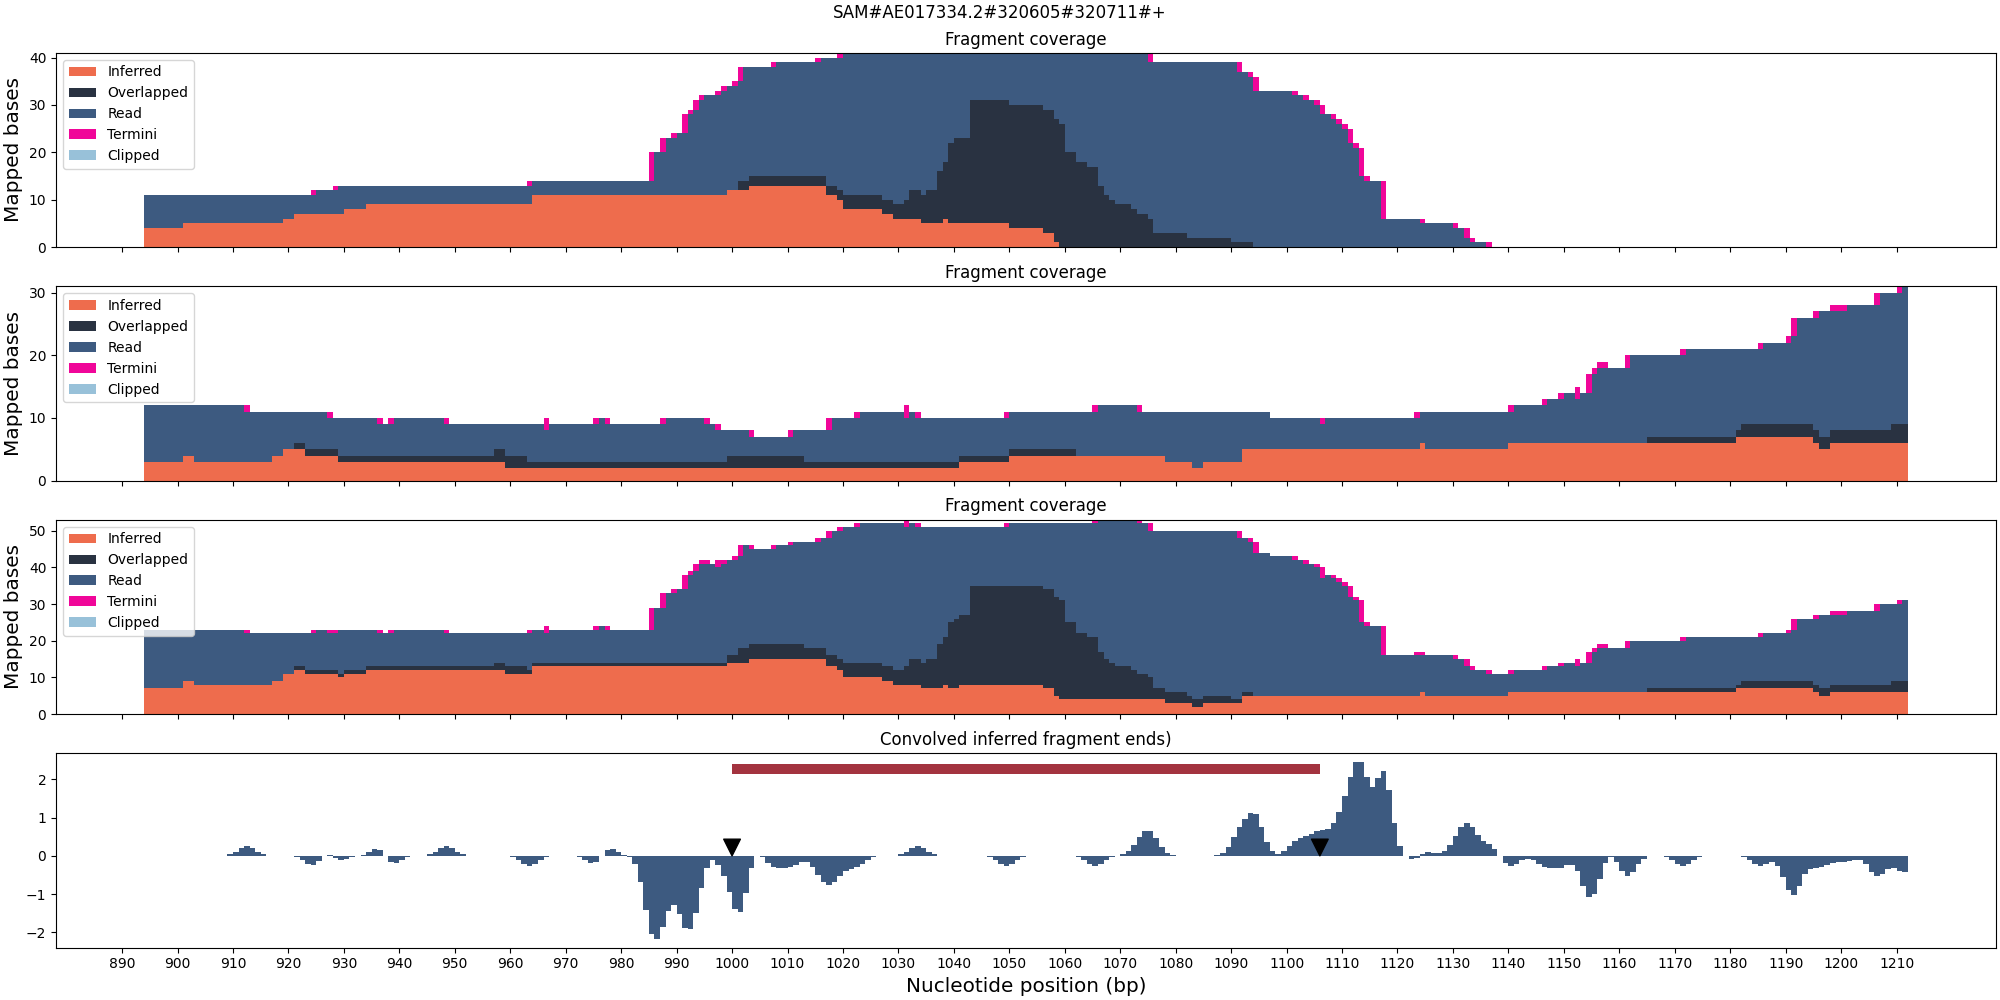 SAM#AE017334.2#320605#320711#+
Fragment coverage
Mapped bases
40
30
20
10
0
Inferred
Overlapped
Read
Termini
Clipped
Fragment coverage
Mapped bases
30
20
10
0
Inferred
Overlapped
Read
Termini
Clipped
Fragment coverage
Mapped bases
50
40
30
20
10
0
Inferred
Overlapped
Read
Termini
Clipped
Convolved inferred fragment ends)
2
1
0
−1
−2
890 900 910 920 930 940 950 960 970 980 990 1000 1010 1020 1030 1040 1050 1060 1070 1080 1090 1100 1110 1120 1130 1140 1150 1160 1170 1180 1190 1200 1210
Nucleotide position (bp)